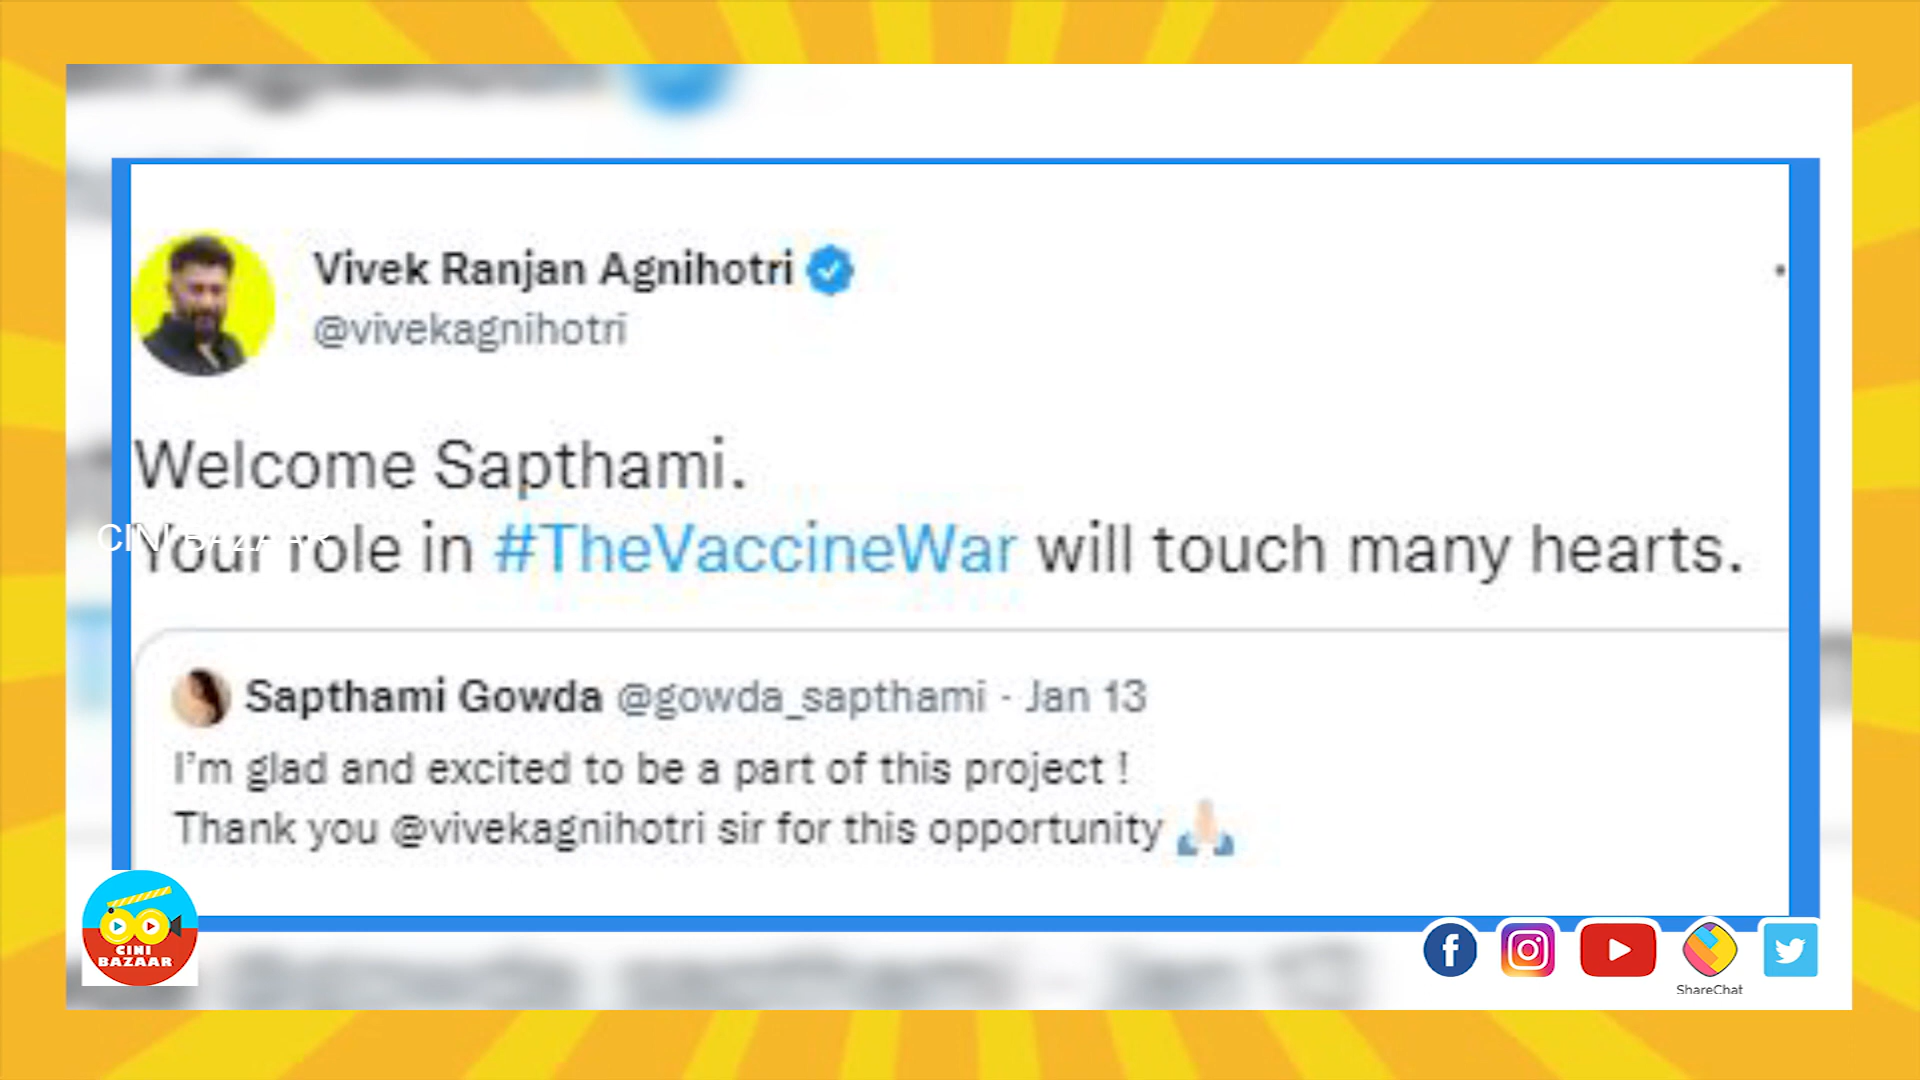 Vivek Ranjan Agnihotri
@vivekagnihotri
Welcome Sapthami.
CINI BAZAAR
Your role in #TheVaccineWar will touch many hearts.
Sapthami Gowda @gowda_sapthami · Jan 13
I'm glad and excited to be a part of this project !
Thank you @vivekagnihotri sir for this opportunity 🙏🏻
CINI
BAZAAR
ShareChat